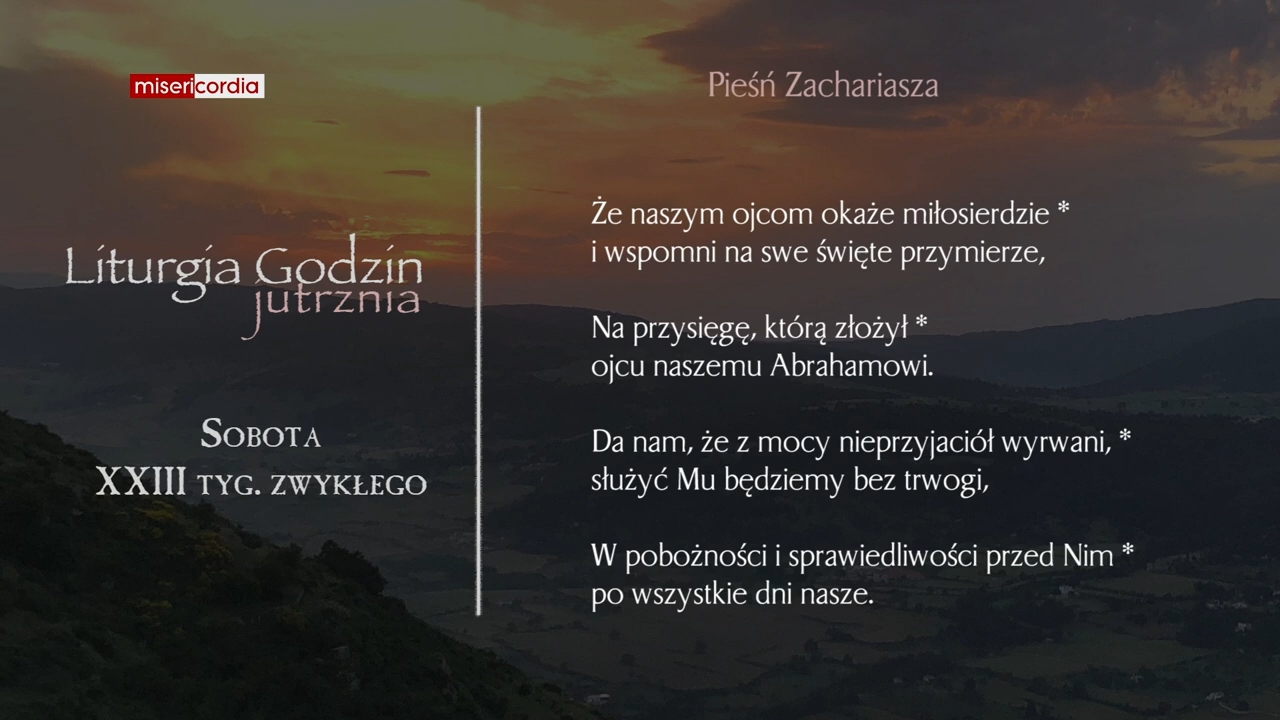 misericordia
Liturgia Godzin
jutrznia
Sobota
XXIII tyg. zwykłego
Pieśń Zachariasza
Że naszym ojcom okaże miłosierdzie *
i wspomni na swe święte przymierze,
Na przysięgę, którą złożył *
ojcu naszemu Abrahamowi.
Da nam, że z mocy nieprzyjaciół wyrwani, *
służyć Mu będziemy bez trwogi,
W pobożności i sprawiedliwości przed Nim *
po wszystkie dni nasze.